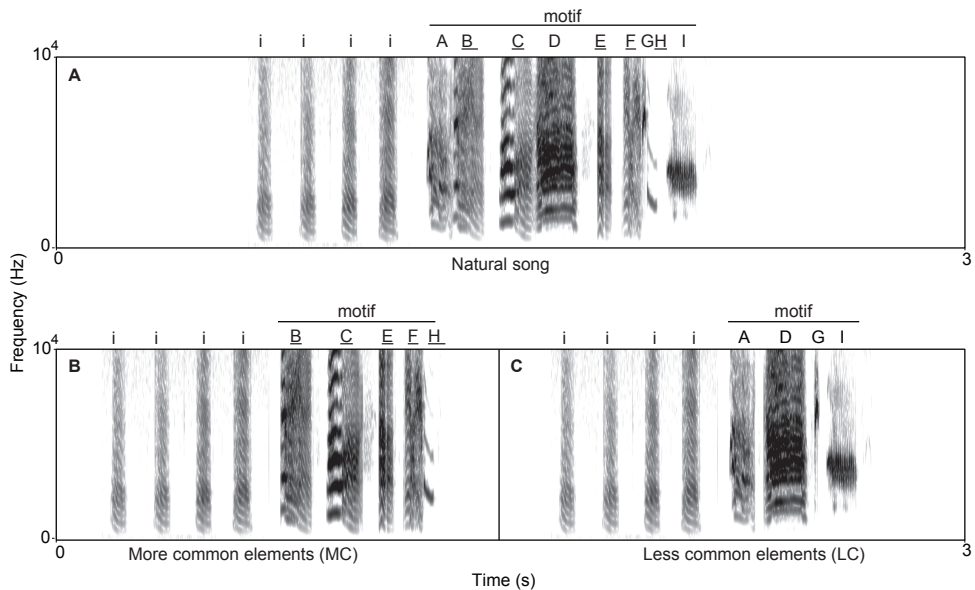 motif
i i i i A B C D E F G H I
10⁴
A
0
0 3
Natural song
Frequency (Hz)
motif motif
i i i i B C E F H i i i i A D G I
10⁴
B C
0
0 3
More common elements (MC) Less common elements (LC)
Time (s)